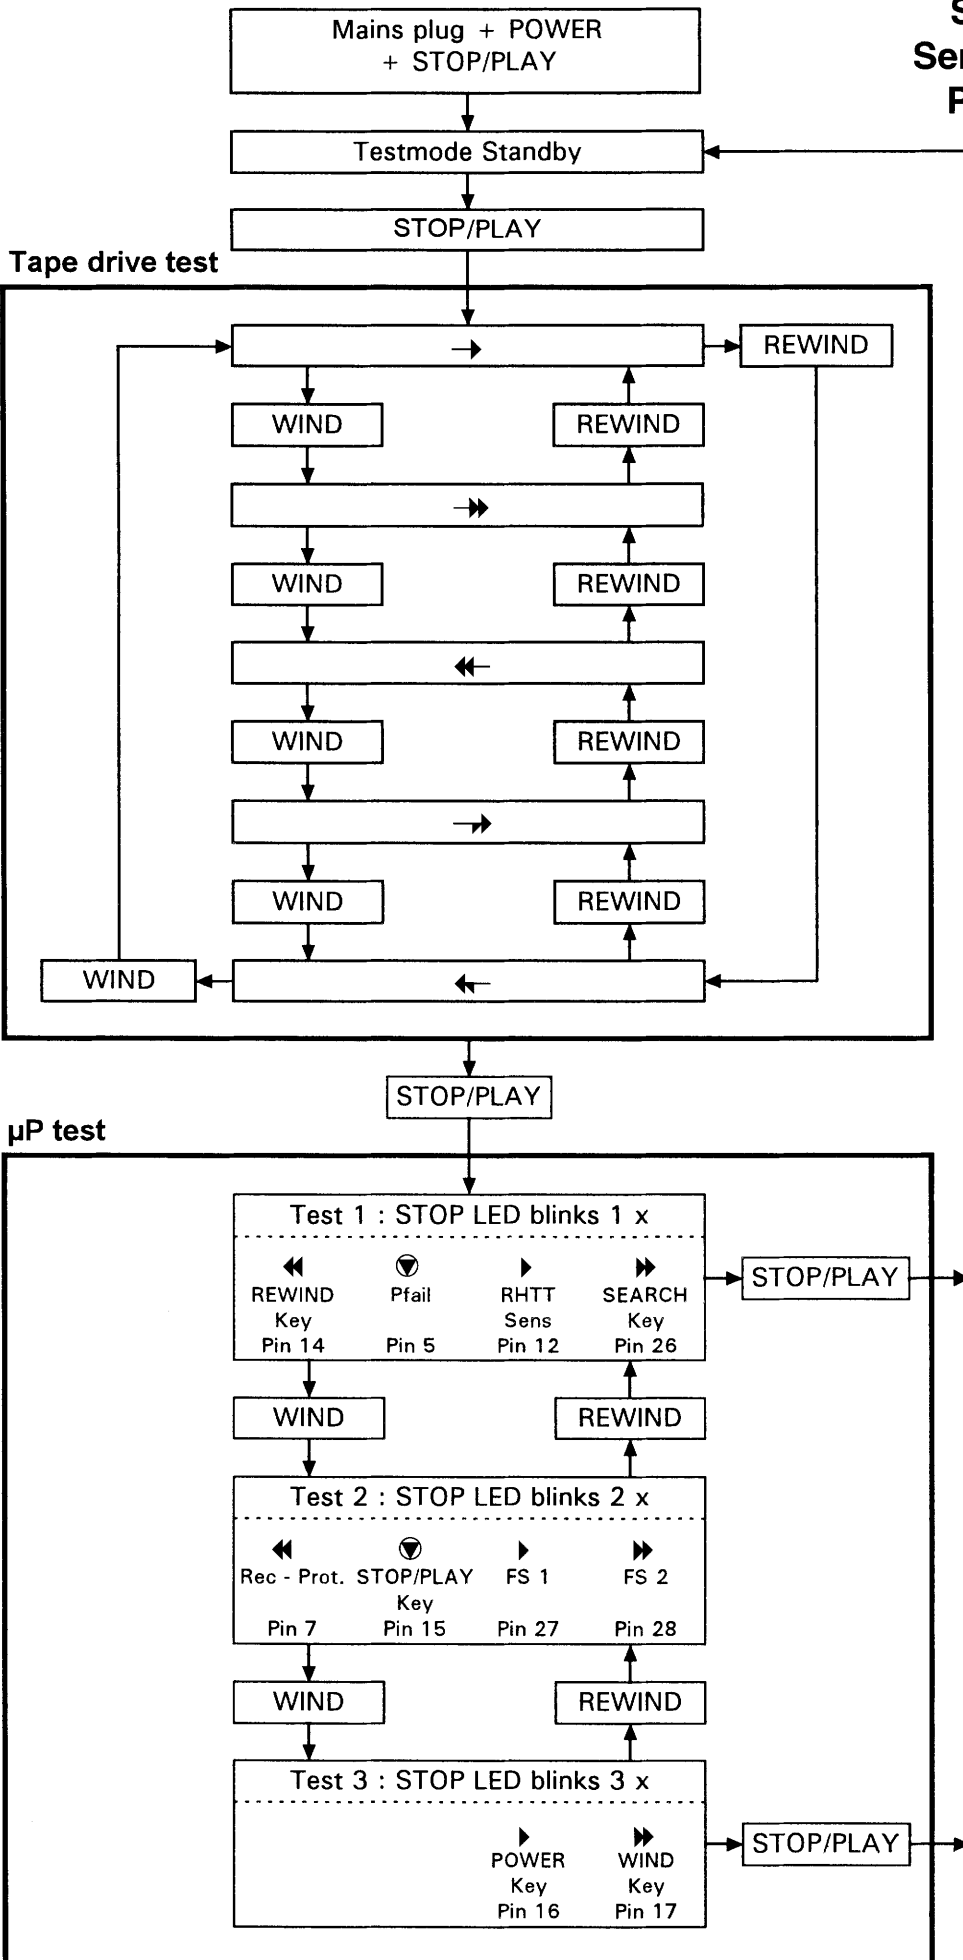 Mains plug + POWER
+ STOP/PLAY
Testmode Standby
STOP/PLAY
Tape drive test
REWIND
WIND REWIND
WIND REWIND
WIND REWIND
WIND REWIND
WIND
STOP/PLAY
µP test
Test 1 : STOP LED blinks 1 x
REWIND Pfail RHTT SEARCH
Key Sens Key
Pin 14 Pin 5 Pin 12 Pin 26
STOP/PLAY
WIND REWIND
Test 2 : STOP LED blinks 2 x
Rec - Prot. STOP/PLAY FS 1 FS 2
Key
Pin 7 Pin 15 Pin 27 Pin 28
WIND REWIND
Test 3 : STOP LED blinks 3 x
POWER WIND
Key Key
Pin 16 Pin 17
STOP/PLAY